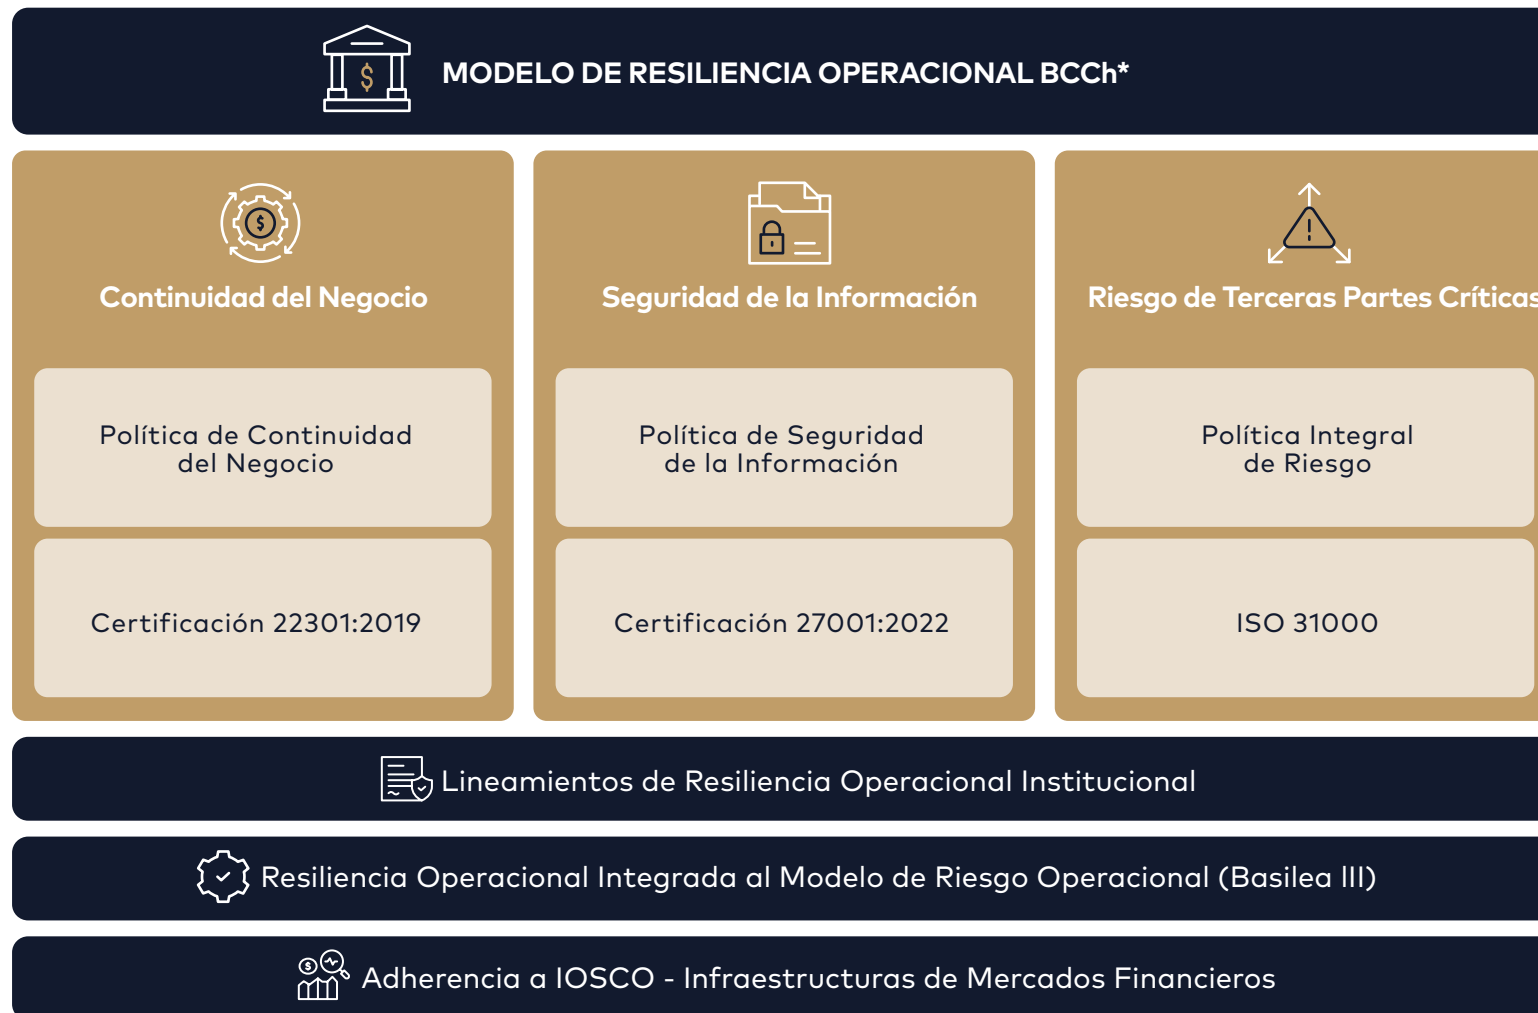 MODELO DE RESILIENCIA OPERACIONAL BCCh*
Continuidad del Negocio
Política de Continuidad
del Negocio
Certificación 22301:2019
Seguridad de la Información
Política de Seguridad
de la Información
Certificación 27001:2022
Riesgo de Terceras Partes Críticas
Política Integral
de Riesgo
ISO 31000
Lineamientos de Resiliencia Operacional Institucional
Resiliencia Operacional Integrada al Modelo de Riesgo Operacional (Basilea lII)
Adherencia a IOSCO - Infraestructuras de Mercados Financieros